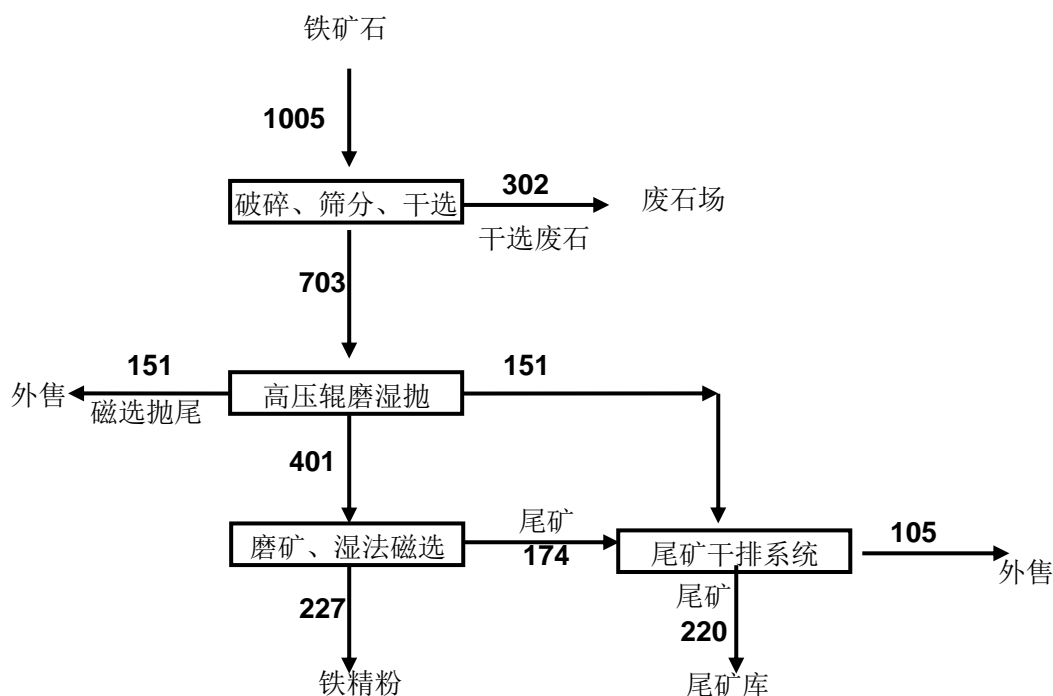 铁矿石
1005
破碎、筛分、干选
302
干选废石
废石场
703
外售
151
磁选抛尾
高压辊磨湿抛
151
401
磨矿、湿法磁选
尾矿
174
尾矿干排系统
105
外售
227
尾矿
220
铁精粉
尾矿库